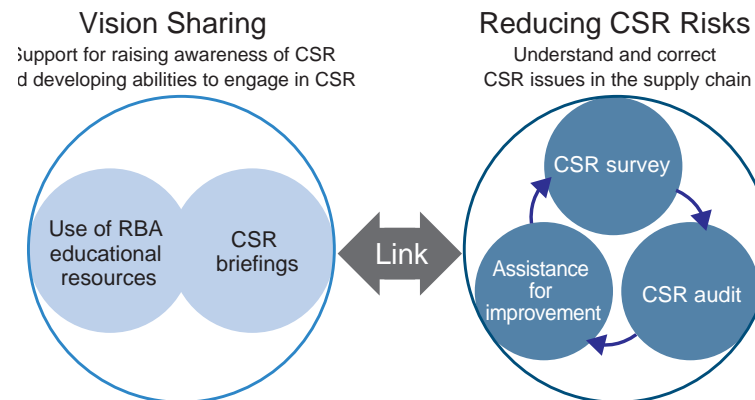 Vision Sharing
Support for raising awareness of CSR
d developing abilities to engage in CSR
Use of RBA
educational
resources
CSR
briefings
Link
Reducing CSR Risks
Understand and correct
CSR issues in the supply chain
CSR survey
CSR audit
Assistance
for
improvement